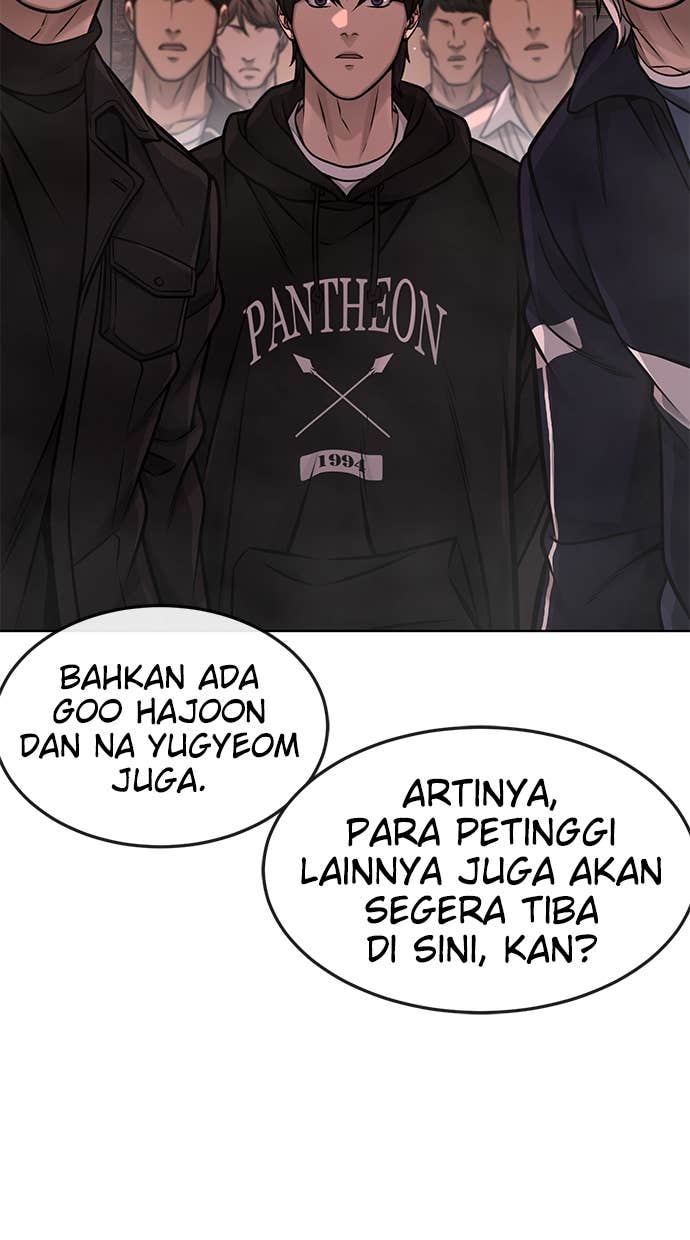 PANTHEON
1994
BAHKAN ADA
GOO HAJOON
DAN NA YUGYEOM
JUGA.
ARTINYA,
PARA PETINGGI
LAINNYA JUGA AKAN
SEGERA TIBA
DI SINI, KAN?